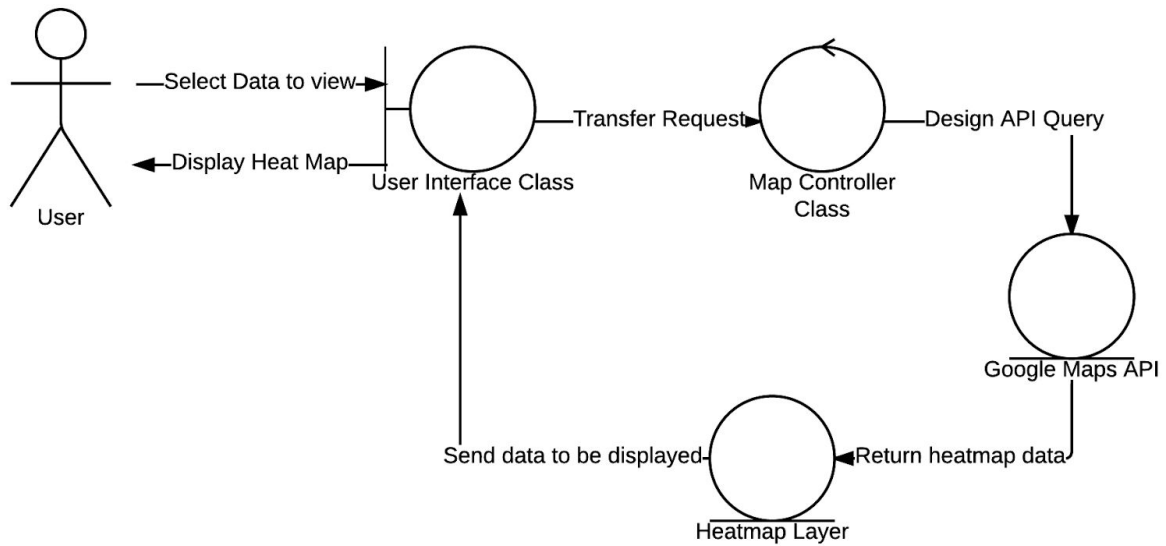 Select Data to view
Transfer Request
Design API Query
Display Heat Map
User Interface Class
Map Controller
Class
User
Google Maps API
Send data to be displayed
Return heatmap data
Heatmap Layer